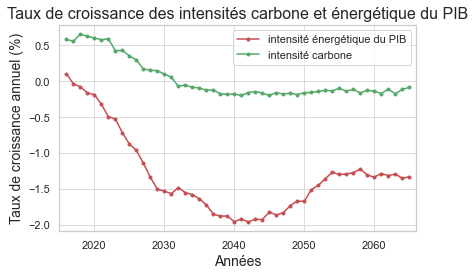 Taux de croissance des intensités carbone et énergétique du PIB
intensité énergétique du PIB
intensité carbone
Taux de croissance annuel (%)
0.5
0.0
−0.5
−1.0
−1.5
−2.0
2020
2030
2040
2050
2060
Années